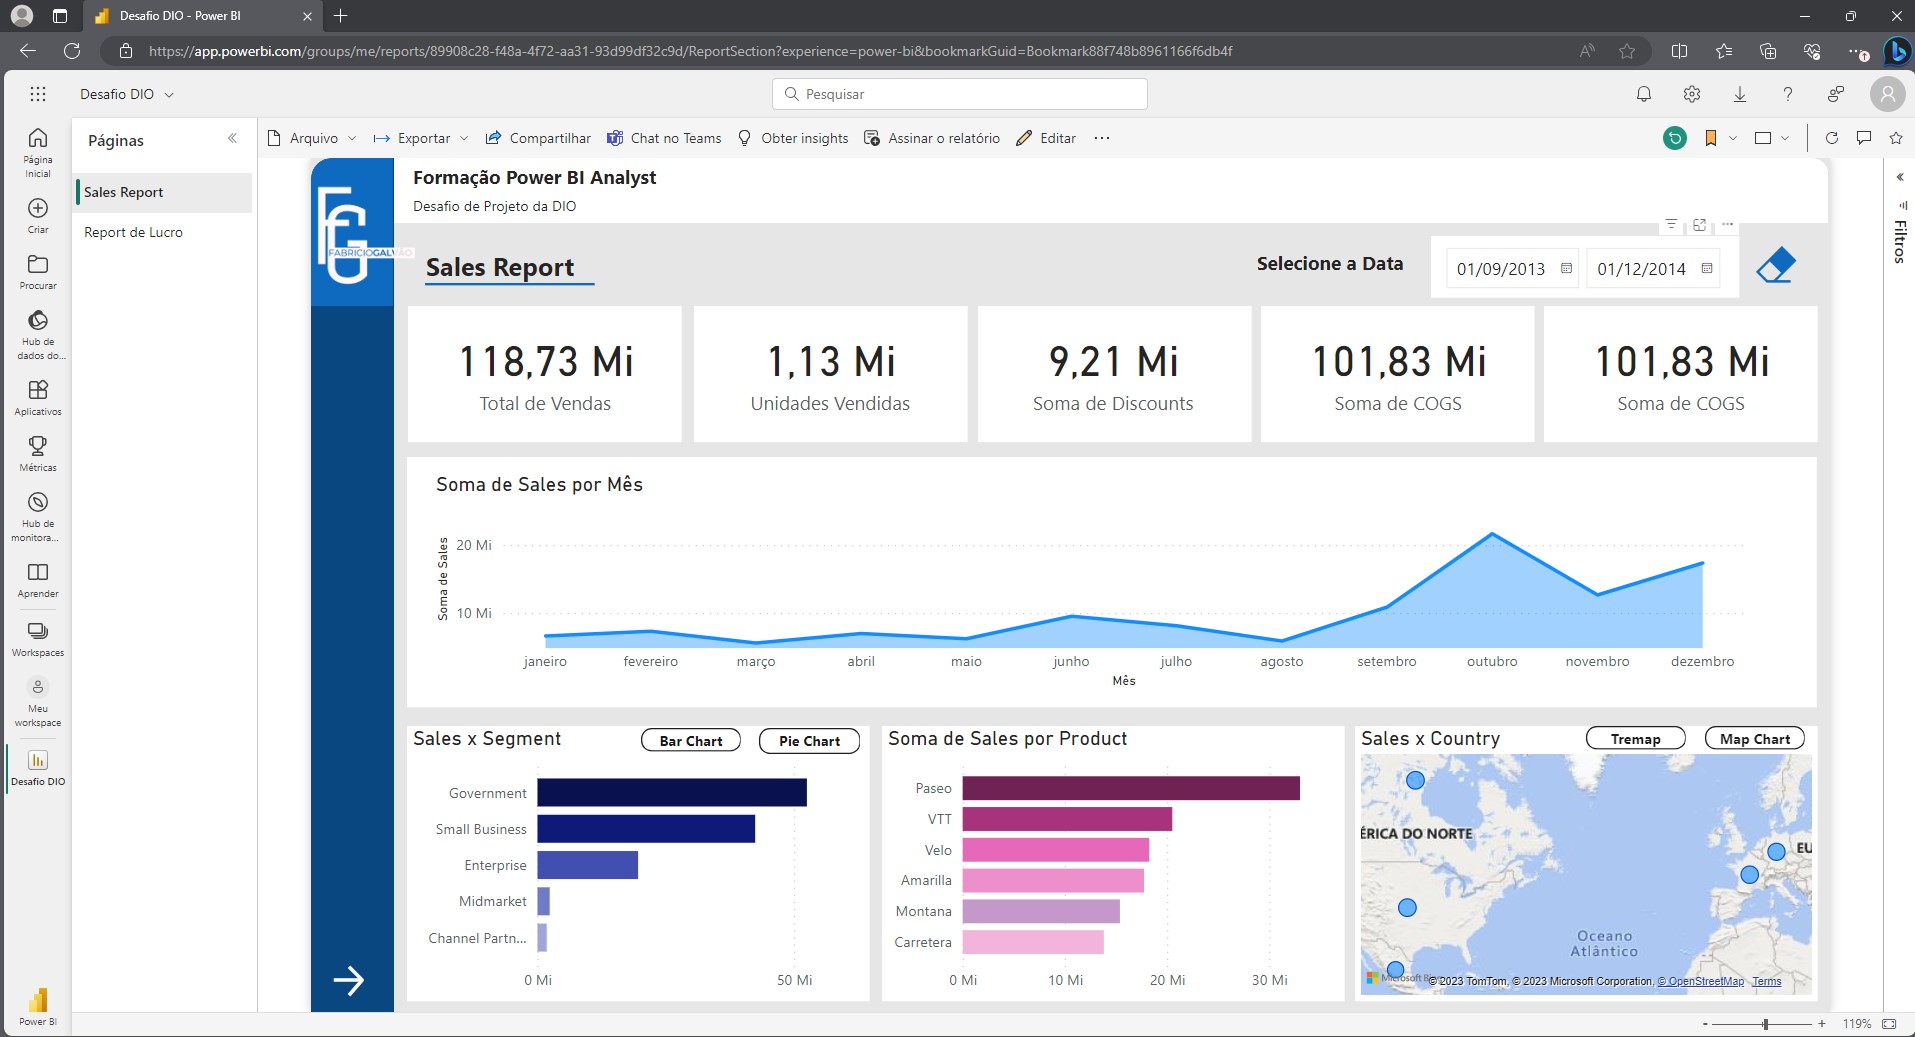 Desafio DIO - Power BI
https://app.powerbi.com/groups/me/reports/89908c28-f48a-4f72-aa31-93d99df32c9d/ReportSection?experience=power-bi&bookmarkGuid=Bookmark88f748b8961166f6db4f
1
Desafio DIO
Pesquisar
Página
Inicial
Criar
Procurar
Hub de
dados do...
Aplicativos
Métricas
Hub de
monitora...
Aprender
Workspaces
Meu
workspace
Desafio DIO
Power BI
Páginas
Sales Report
Report de Lucro
Arquivo
Exportar
Compartilhar
Chat no Teams
Obter insights
Assinar o relatório
Editar
Filtros
FG
FABRICIOGALVÃO
Formação Power BI Analyst
Desafio de Projeto da DIO
Sales Report
Selecione a Data
01/09/2013
01/12/2014
118,73 Mi
Total de Vendas
1,13 Mi
Unidades Vendidas
9,21 Mi
Soma de Discounts
101,83 Mi
Soma de COGS
101,83 Mi
Soma de COGS
Soma de Sales por Mês
Soma de Sales
20 Mi
10 Mi
janeiro fevereiro março abril maio junho julho agosto setembro outubro novembro dezembro
Mês
Sales x Segment
Bar Chart
Pie Chart
Government
Small Business
Enterprise
Midmarket
Channel Partn...
0 Mi 50 Mi
Soma de Sales por Product
Paseo
VTT
Velo
Amarilla
Montana
Carretera
0 Mi 10 Mi 20 Mi 30 Mi
Sales x Country
Tremap
Map Chart
ÉRICA DO NORTE
EU
Oceano
Atlântico
Microsoft
© 2023 TomTom, © 2023 Microsoft Corporation, © OpenStreetMap Terms
119%